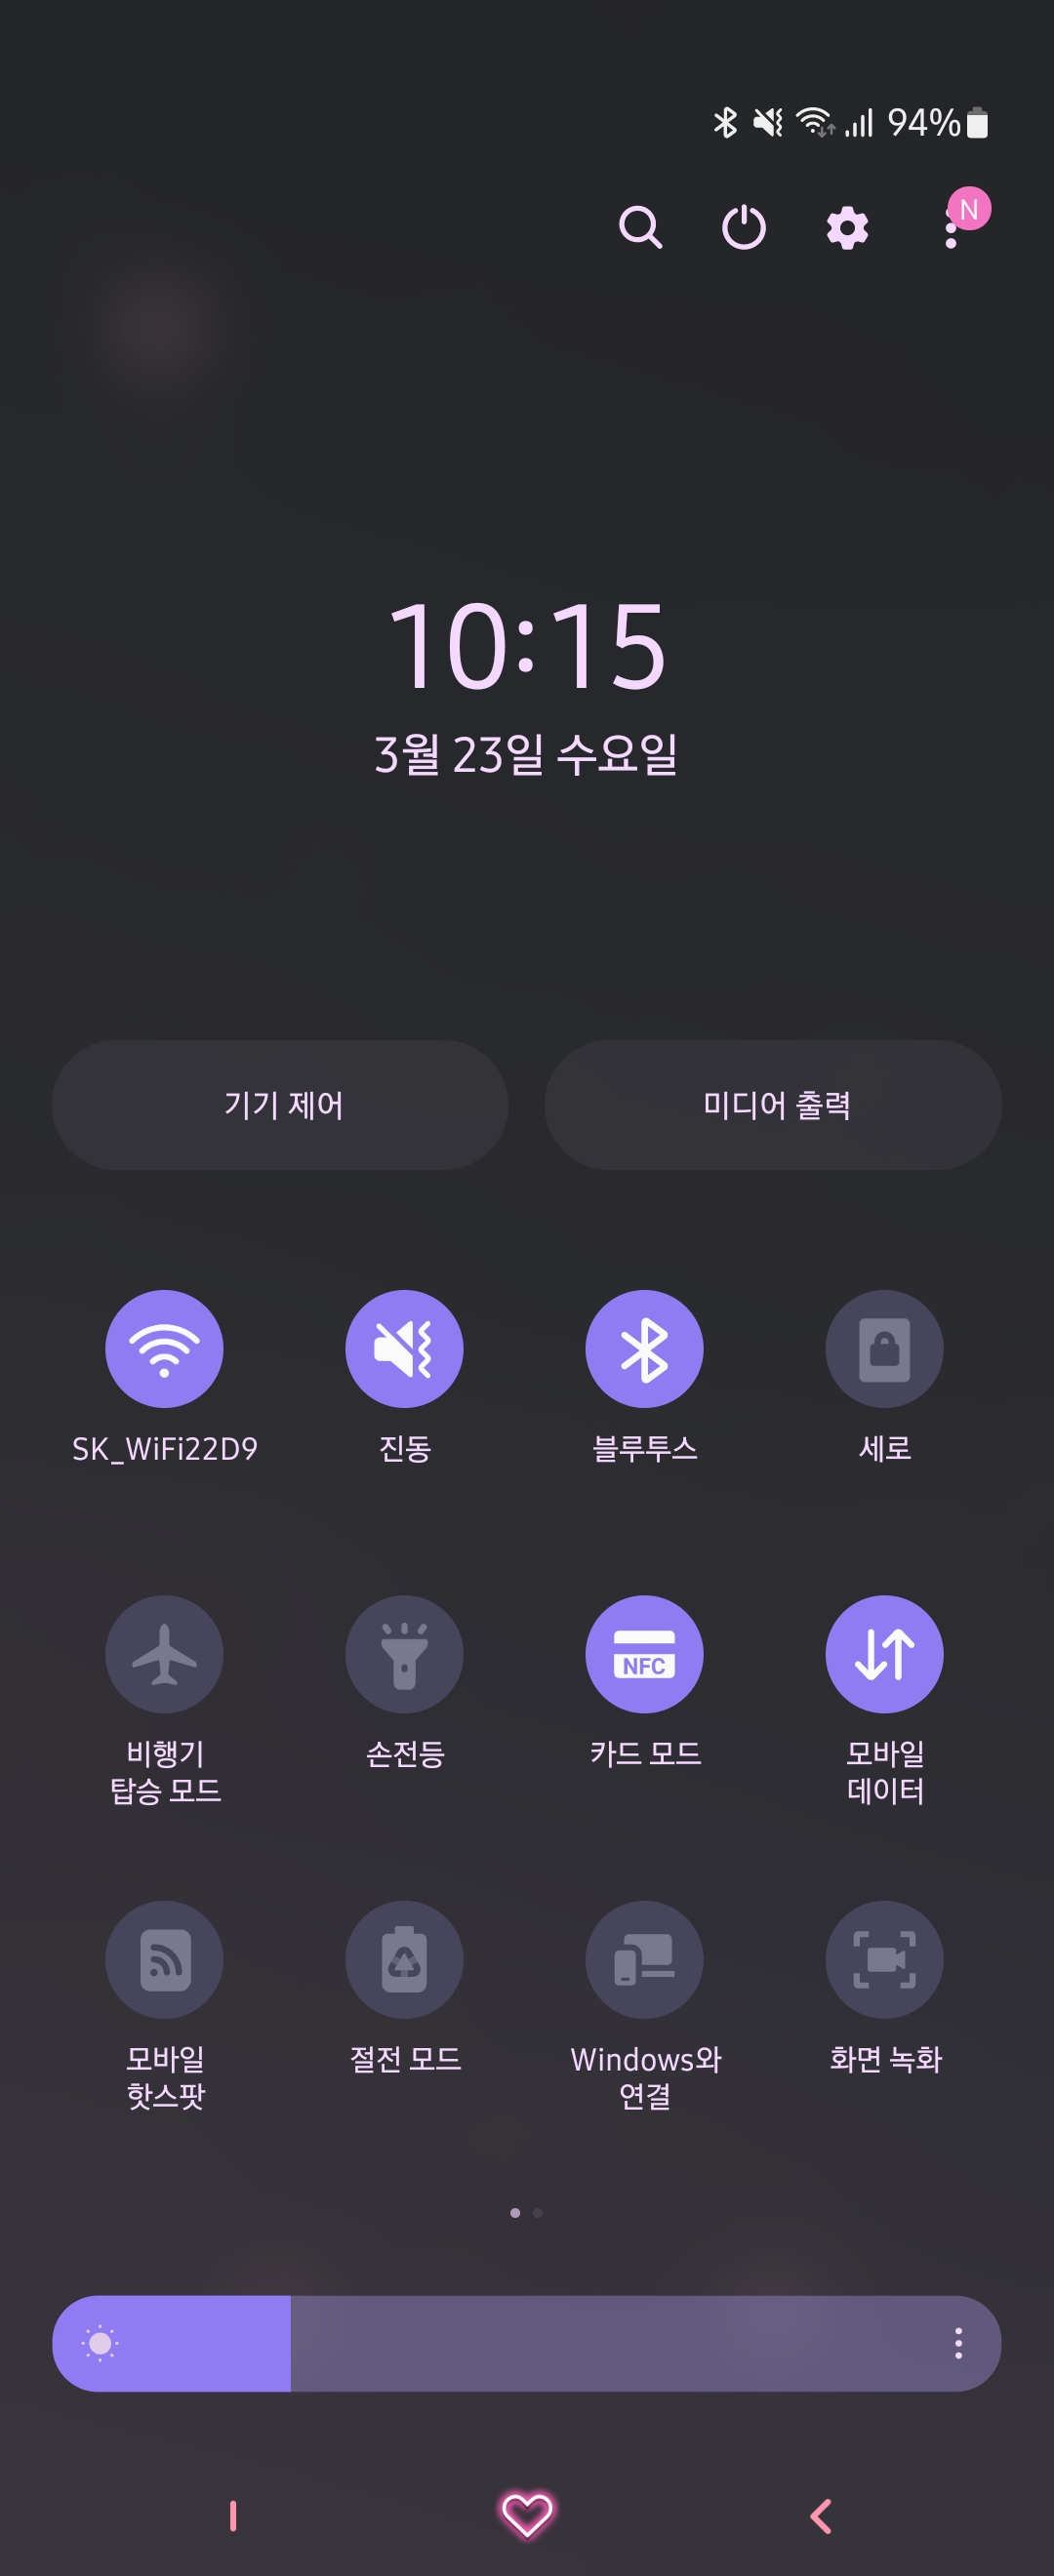 94%
N
10:15
3월 23일 수요일
기기 제어 미디어 출력
SK_WiFi22D9 진동 블루투스 세로
NFC
비행기 손전등 카드 모드 모바일
탑승 모드 데이터
모바일 절전 모드 Windows와 화면 녹화
핫스팟 연결